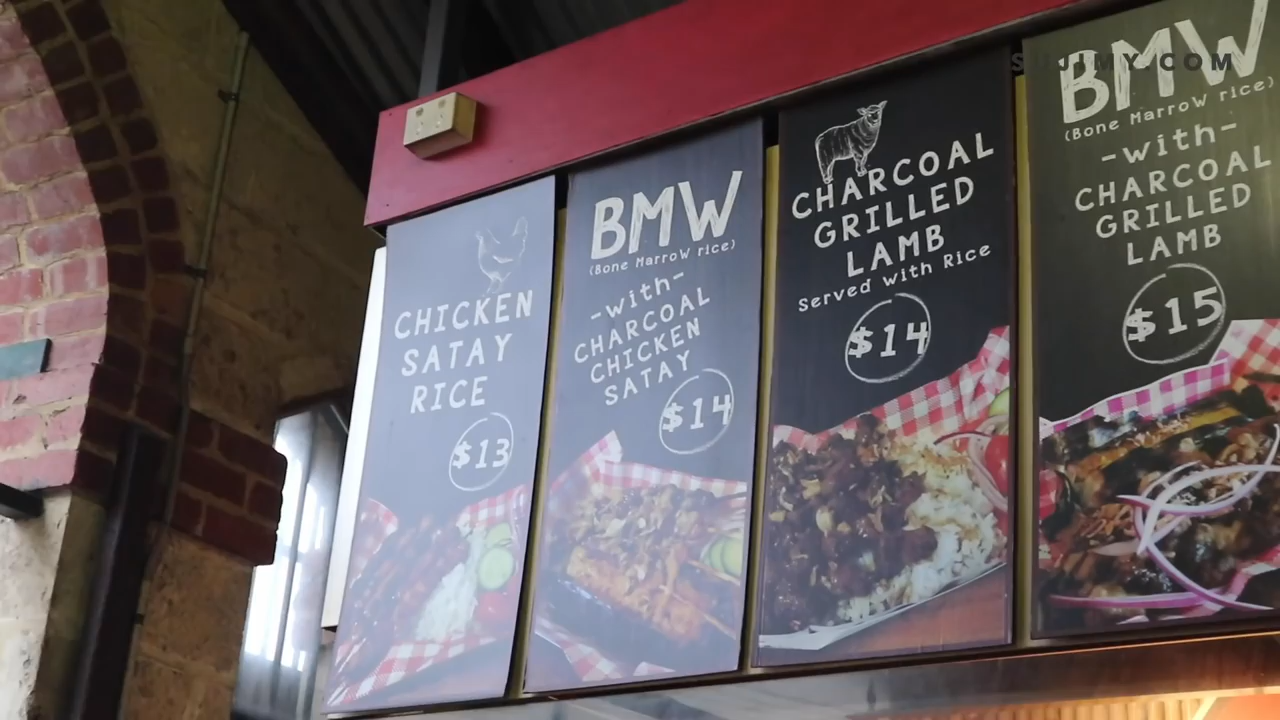 CHICKEN
SATAY
RICE
$13
BMW
(Bone MarroW rice)
-with-
CHARCOAL
CHICKEN
SATAY
$14
CHARCOAL
GRILLED
LAMB
Served with Rice
$14
BMW
(Bone MarroW rice)
-with-
CHARCOAL
GRILLED
LAMB
$15